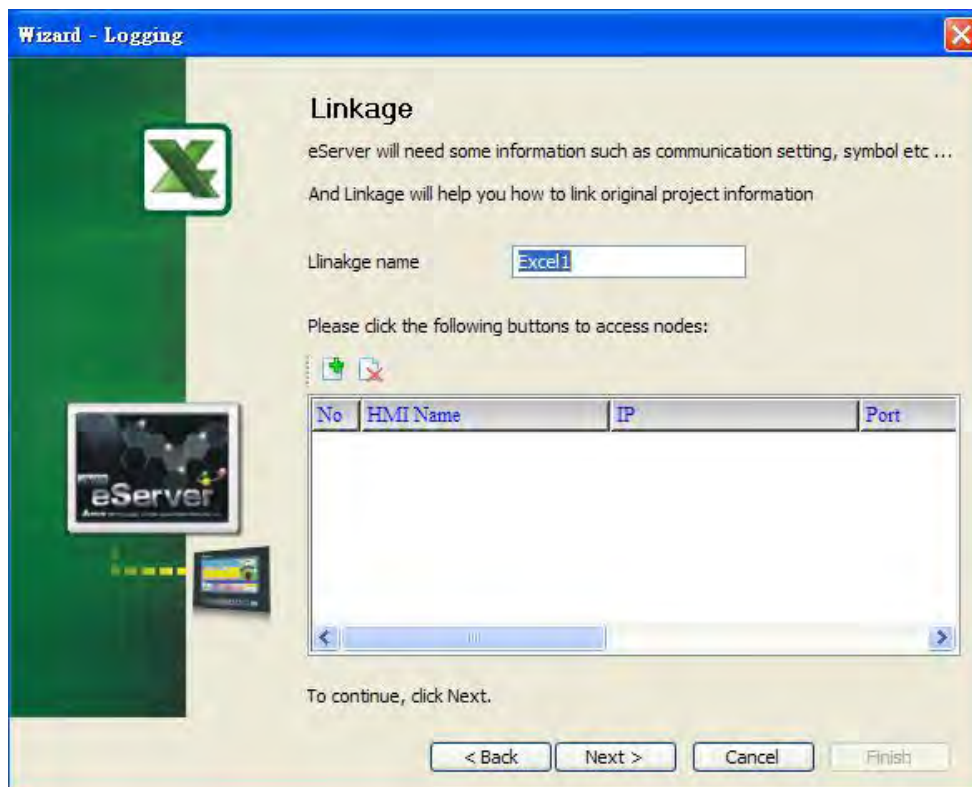 Wizard - Logging
Linkage
eServer will need some information such as communication setting, symbol etc ...
And Linkage will help you how to link original project information
Llinakge name
Excel1
Please click the following buttons to access nodes:
No HMI Name IP Port
eServer
To continue, click Next.
< Back Next > Cancel Finish